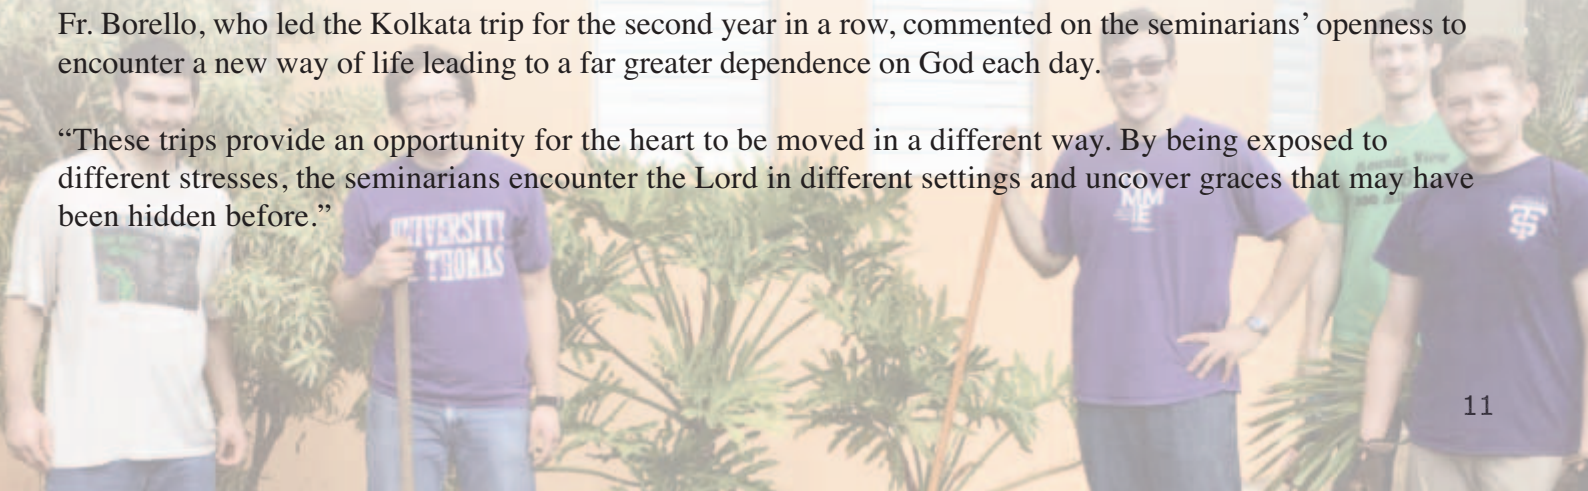 Fr. Borello, who led the Kolkata trip for the second year in a row, commented on the seminarians’ openness to
encounter a new way of life leading to a far greater dependence on God each day.
“These trips provide an opportunity for the heart to be moved in a different way. By being exposed to
different stresses, the seminarians encounter the Lord in different settings and uncover graces that may have
been hidden before.”
UNIVERSITY
THOMAS
11